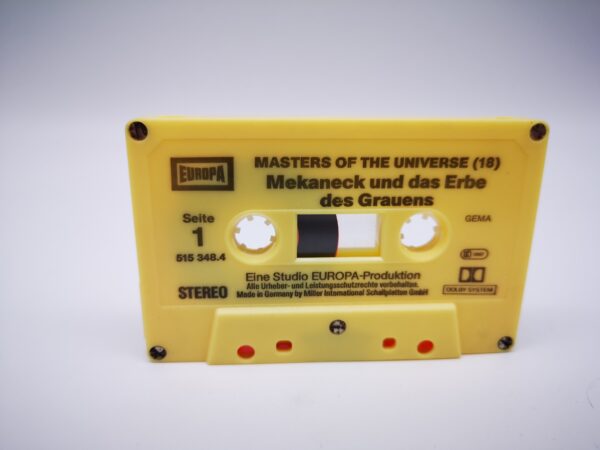 EUROPA
MASTERS OF THE UNIVERSE (18)
Mekaneck und das Erbe
des Grauens
Seite
1
515 348.4
GEMA
STEREO
Eine Studio EUROPA-Produktion
Alle Urheber- und Leistungsschutzrechte vorbehalten.
Made in Germany by Miller International Schallplatten GmbH
DOLBY SYSTEM